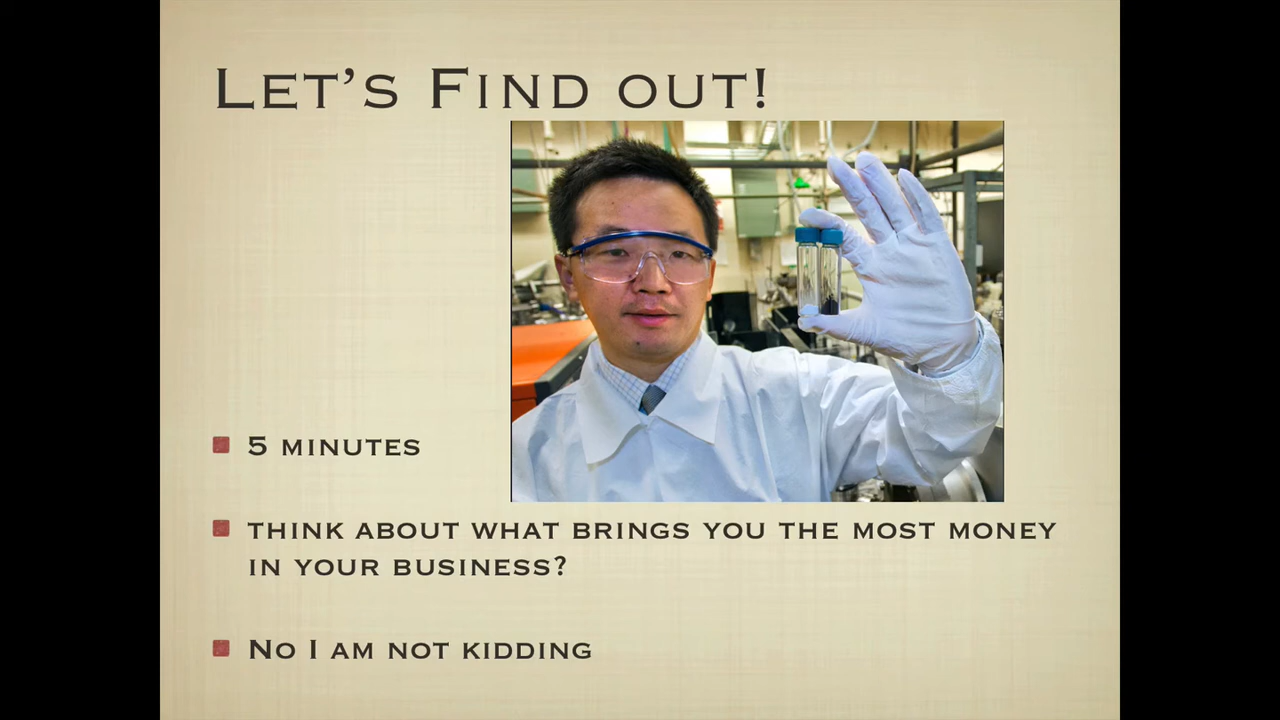 Let's Find out!
5 minutes
think about what brings you the most money
in your business?
No I am not kidding